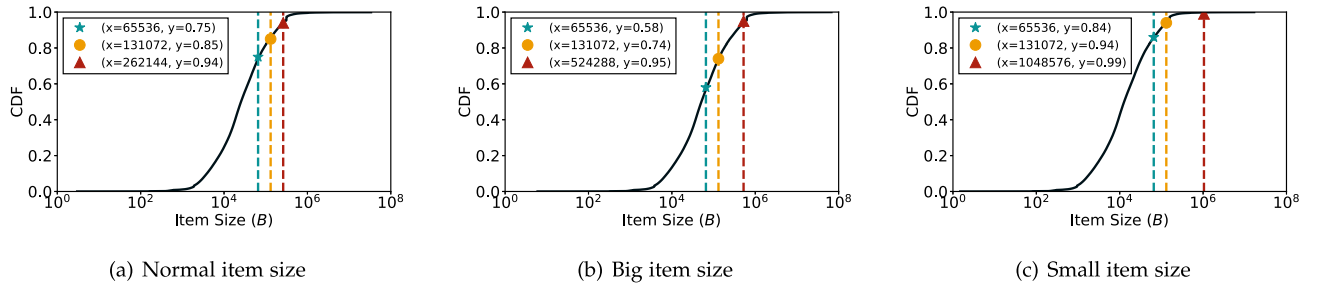 1.0
0.8
0.6
0.4
0.2
0.0
CDF
(x=65536, y=0.75)
(x=131072, y=0.85)
(x=262144, y=0.94)
10^0 10^2 10^4 10^6 10^8
Item Size (B)
(a) Normal item size
1.0
0.8
0.6
0.4
0.2
0.0
CDF
(x=65536, y=0.58)
(x=131072, y=0.74)
(x=524288, y=0.95)
10^0 10^2 10^4 10^6 10^8
Item Size (B)
(b) Big item size
1.0
0.8
0.6
0.4
0.2
0.0
CDF
(x=65536, y=0.84)
(x=131072, y=0.94)
(x=1048576, y=0.99)
10^0 10^2 10^4 10^6 10^8
Item Size (B)
(c) Small item size